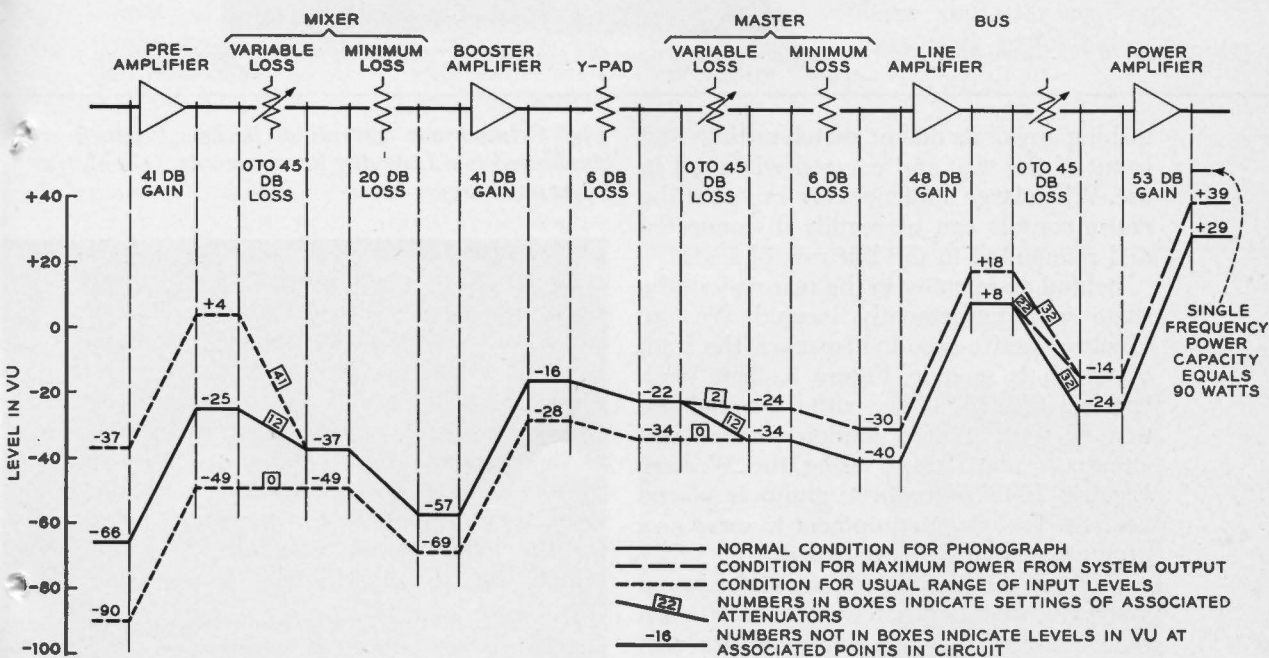 MIXER
MASTER
BUS
PRE-
AMPLIFIER
VARIABLE
LOSS
MINIMUM
LOSS
BOOSTER
AMPLIFIER
Y-PAD
VARIABLE
LOSS
MINIMUM
LOSS
LINE
AMPLIFIER
POWER
AMPLIFIER
41 DB
GAIN
0 TO 45
DB
LOSS
20 DB
LOSS
41 DB
GAIN
6 DB
LOSS
0 TO 45
DB
LOSS
6 DB
LOSS
48 DB
GAIN
0 TO 45
DB
LOSS
53 DB
GAIN
LEVEL IN VU
+40
+20
0
-20
-40
-60
-80
-100
-37
-66
-90
+4
-25
-49
41
12
0
-37
-49
-57
-69
-16
-28
-22
-34
2
12
0
-24
-34
-30
-40
+18
+8
32
22
32
-14
-24
+39
+29
SINGLE
FREQUENCY
POWER
CAPACITY
EQUALS
90 WATTS
NORMAL CONDITION FOR PHONOGRAPH
CONDITION FOR MAXIMUM POWER FROM SYSTEM OUTPUT
CONDITION FOR USUAL RANGE OF INPUT LEVELS
22 NUMBERS IN BOXES INDICATE SETTINGS OF ASSOCIATED
ATTENUATORS
-16 NUMBERS NOT IN BOXES INDICATE LEVELS IN VU AT
ASSOCIATED POINTS IN CIRCUIT